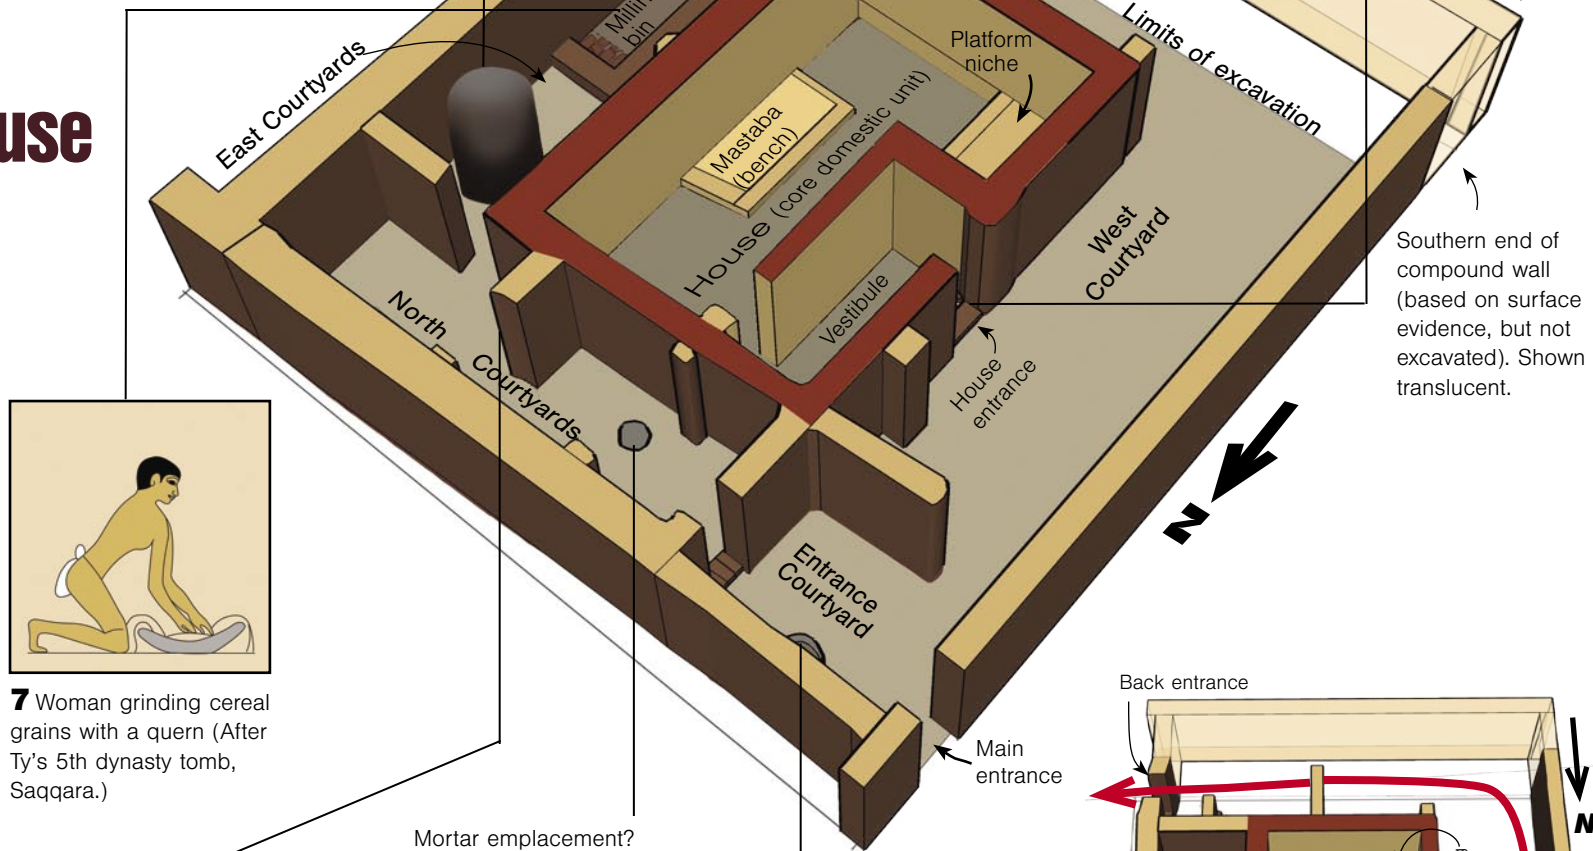 use
East Courtyards
bin
Platform
niche
Limits of excavation
Mastaba
(bench)
House (core domestic unit)
West
Courtyard
Vestibule
House
entrance
North
Courtyards
Southern end of
compound wall
(based on surface
evidence, but not
excavated). Shown
translucent.
N
Entrance
Courtyard
7 Woman grinding cereal
grains with a quern (After
Ty's 5th dynasty tomb,
Saqqara.)
Main
entrance
Mortar emplacement?
Back entrance
N